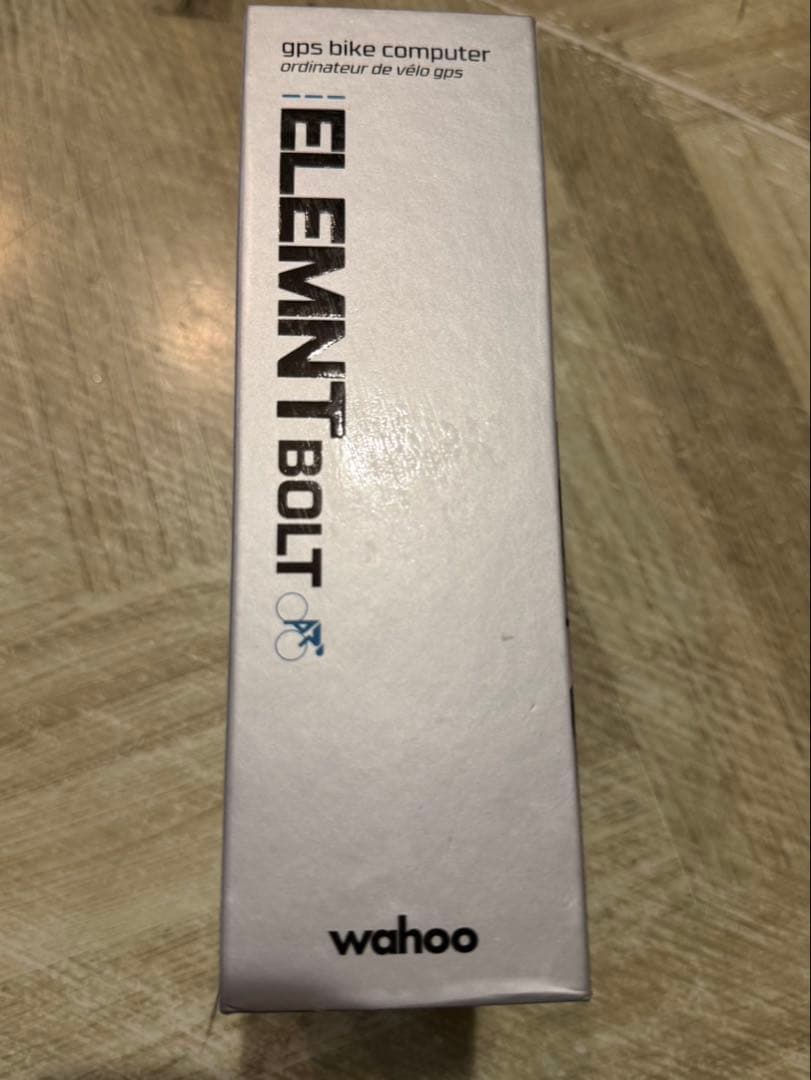 gps bike computer
ordinateur de vélo gps
ELEMNT BOLT
wahoo